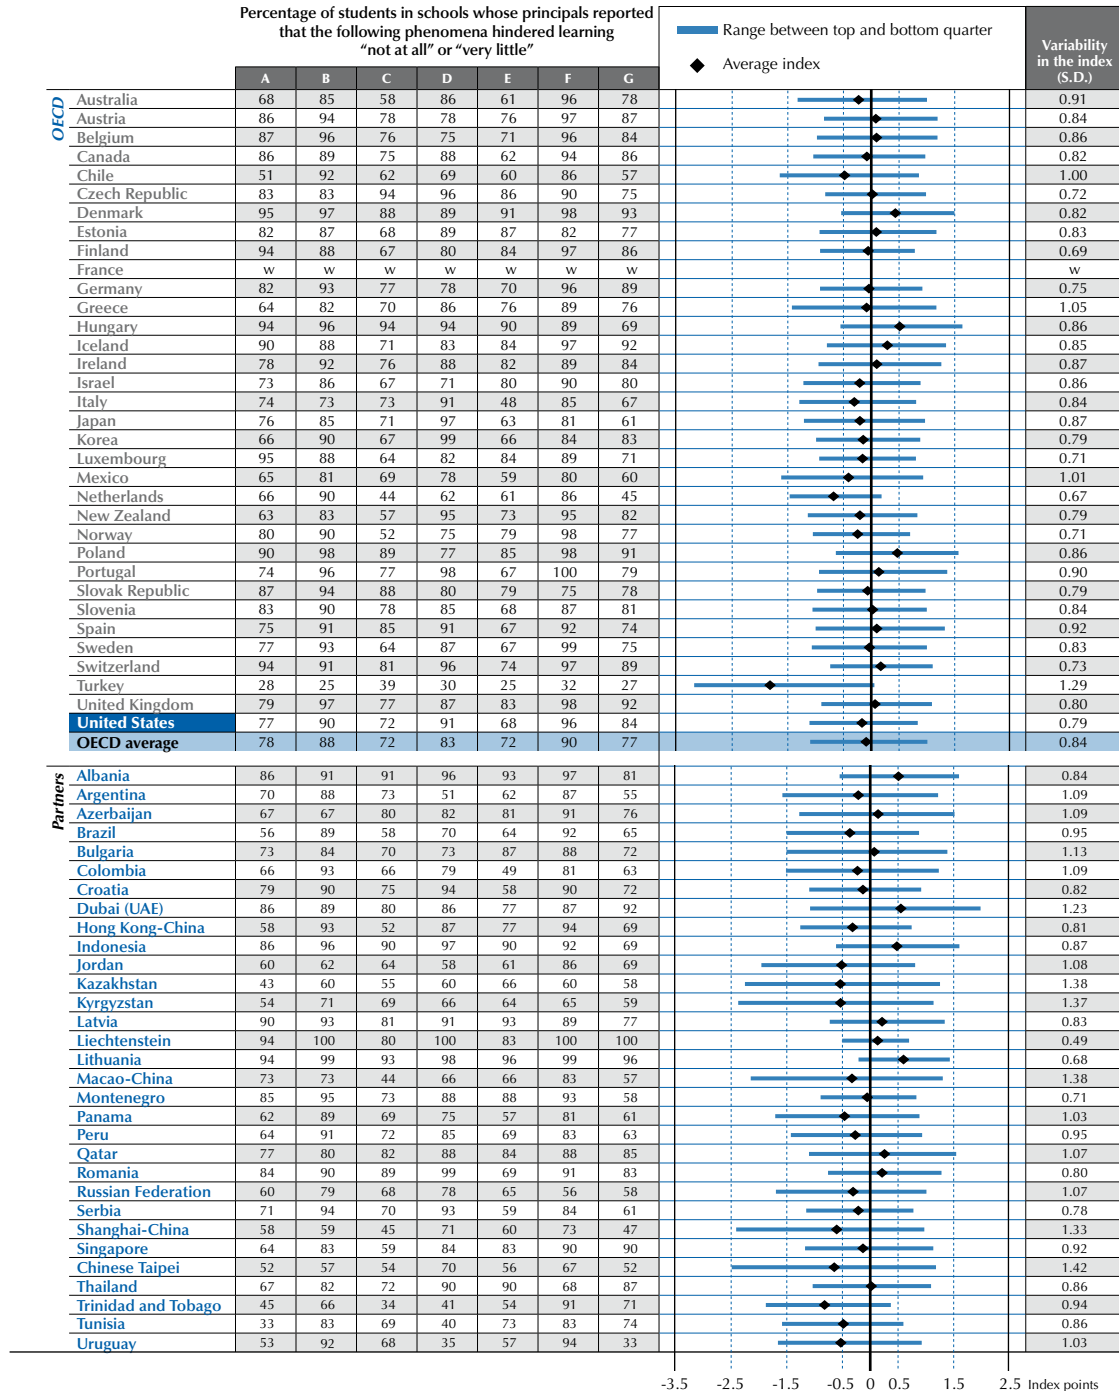 Percentage of students in schools whose principals reported
that the following phenomena hindered learning
“not at all” or “very little”
Range between top and bottom quarter
Average index
Variability
in the index
(S.D.)
A B C D E F G
OECD
Australia 68 85 58 86 61 96 78 0.91
Austria 86 94 78 78 76 97 87 0.84
Belgium 87 96 76 75 71 96 84 0.86
Canada 86 89 75 88 62 94 86 0.82
Chile 51 92 62 69 60 86 57 1.00
Czech Republic 83 83 94 96 86 90 75 0.72
Denmark 95 97 88 89 91 98 93 0.82
Estonia 82 87 68 89 87 82 77 0.83
Finland 94 88 67 80 84 97 86 0.69
France w w w w w w w w
Germany 82 93 77 78 70 96 89 0.75
Greece 64 82 70 86 76 89 76 1.05
Hungary 94 96 94 94 90 89 69 0.86
Iceland 90 88 71 83 84 97 92 0.85
Ireland 78 92 76 88 82 89 84 0.87
Israel 73 86 67 71 80 90 80 0.86
Italy 74 73 73 91 48 85 67 0.84
Japan 76 85 71 97 63 81 61 0.87
Korea 66 90 67 99 66 84 83 0.79
Luxembourg 95 88 64 82 84 89 71 0.71
Mexico 65 81 69 78 59 80 60 1.01
Netherlands 66 90 44 62 61 86 45 0.67
New Zealand 63 83 57 95 73 95 82 0.79
Norway 80 90 52 75 79 98 77 0.71
Poland 90 98 89 77 85 98 91 0.86
Portugal 74 96 77 98 67 100 79 0.90
Slovak Republic 87 94 88 80 79 75 78 0.79
Slovenia 83 90 78 85 68 87 81 0.84
Spain 75 91 85 91 67 92 74 0.92
Sweden 77 93 64 87 67 99 75 0.83
Switzerland 94 91 81 96 74 97 89 0.73
Turkey 28 25 39 30 25 32 27 1.29
United Kingdom 79 97 77 87 83 98 92 0.80
United States 77 90 72 91 68 96 84 0.79
OECD average 78 88 72 83 72 90 77 0.84
Partners
Albania 86 91 91 96 93 97 81 0.84
Argentina 70 88 73 51 62 87 55 1.09
Azerbaijan 67 67 80 82 81 91 76 1.09
Brazil 56 89 58 70 64 92 65 0.95
Bulgaria 73 84 70 73 87 88 72 1.13
Colombia 66 93 66 79 49 81 63 1.09
Croatia 79 90 75 94 58 90 72 0.82
Dubai (UAE) 86 89 80 86 77 87 92 1.23
Hong Kong-China 58 93 52 87 77 94 69 0.81
Indonesia 86 96 90 97 90 92 69 0.87
Jordan 60 62 64 58 61 86 69 1.08
Kazakhstan 43 60 55 60 66 60 58 1.38
Kyrgyzstan 54 71 69 66 64 65 59 1.37
Latvia 90 93 81 91 93 89 77 0.83
Liechtenstein 94 100 80 100 83 100 100 0.49
Lithuania 94 99 93 98 96 99 96 0.68
Macao-China 73 73 44 66 66 83 57 1.38
Montenegro 85 95 73 88 88 93 58 0.71
Panama 62 89 69 75 57 81 61 1.03
Peru 64 91 72 85 69 83 63 0.95
Qatar 77 80 82 88 84 88 85 1.07
Romania 84 90 89 99 69 91 83 0.80
Russian Federation 60 79 68 78 65 56 58 1.07
Serbia 71 94 70 93 59 84 61 0.78
Shanghai-China 58 59 45 71 60 73 47 1.33
Singapore 64 83 59 84 83 90 90 0.92
Chinese Taipei 52 57 54 70 56 67 52 1.42
Thailand 67 82 72 90 90 68 87 0.86
Trinidad and Tobago 45 66 34 41 54 91 71 0.94
Tunisia 33 83 69 40 73 83 74 0.86
Uruguay 53 92 68 35 57 94 33 1.03
-3.5 -2.5 -1.5 -0.5 0 0.5 1.5 2.5 Index points